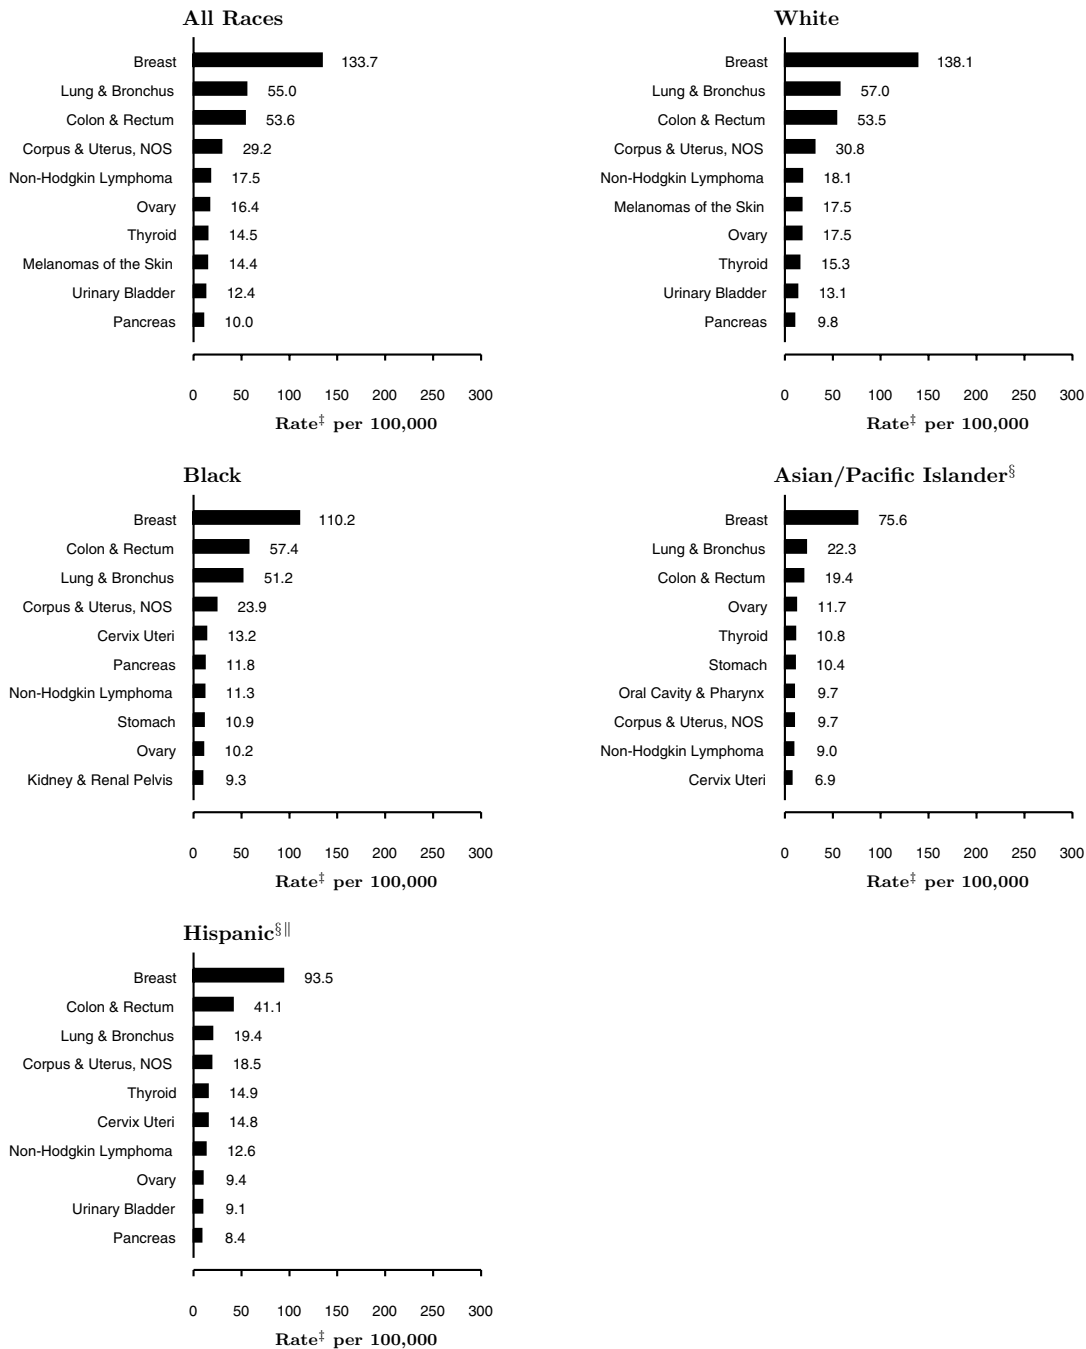 All Races
Breast 133.7
Lung & Bronchus 55.0
Colon & Rectum 53.6
Corpus & Uterus, NOS 29.2
Non-Hodgkin Lymphoma 17.5
Ovary 16.4
Thyroid 14.5
Melanomas of the Skin 14.4
Urinary Bladder 12.4
Pancreas 10.0
0 50 100 150 200 250 300
Rate‡ per 100,000
White
Breast 138.1
Lung & Bronchus 57.0
Colon & Rectum 53.5
Corpus & Uterus, NOS 30.8
Non-Hodgkin Lymphoma 18.1
Melanomas of the Skin 17.5
Ovary 17.5
Thyroid 15.3
Urinary Bladder 13.1
Pancreas 9.8
0 50 100 150 200 250 300
Rate‡ per 100,000
Black
Breast 110.2
Colon & Rectum 57.4
Lung & Bronchus 51.2
Corpus & Uterus, NOS 23.9
Cervix Uteri 13.2
Pancreas 11.8
Non-Hodgkin Lymphoma 11.3
Stomach 10.9
Ovary 10.2
Kidney & Renal Pelvis 9.3
0 50 100 150 200 250 300
Rate‡ per 100,000
Asian/Pacific Islander§
Breast 75.6
Lung & Bronchus 22.3
Colon & Rectum 19.4
Ovary 11.7
Thyroid 10.8
Stomach 10.4
Oral Cavity & Pharynx 9.7
Corpus & Uterus, NOS 9.7
Non-Hodgkin Lymphoma 9.0
Cervix Uteri 6.9
0 50 100 150 200 250 300
Rate‡ per 100,000
Hispanic§‖
Breast 93.5
Colon & Rectum 41.1
Lung & Bronchus 19.4
Corpus & Uterus, NOS 18.5
Thyroid 14.9
Cervix Uteri 14.8
Non-Hodgkin Lymphoma 12.6
Ovary 9.4
Urinary Bladder 9.1
Pancreas 8.4
0 50 100 150 200 250 300
Rate‡ per 100,000